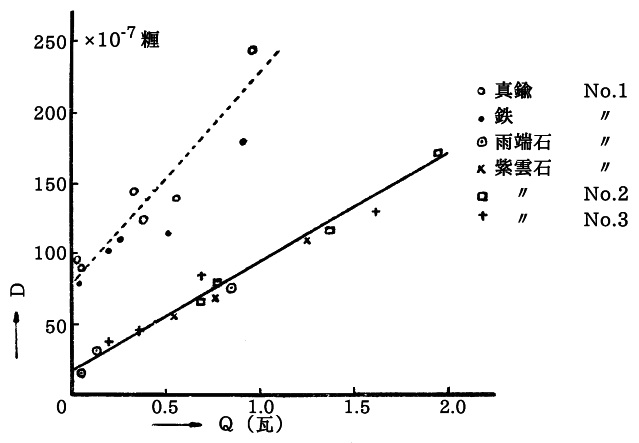 250
×10-7 糎
200
150
100
50
0
0.5
1.0
1.5
2.0
D
Q (瓦)
真鍮 No.1
鉄 〃
雨端石 〃
紫雲石 〃
〃 No.2
〃 No.3